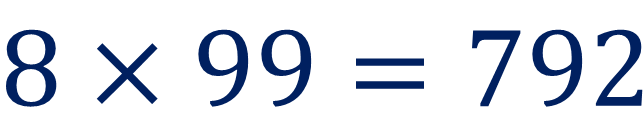 8 × 99 = 792